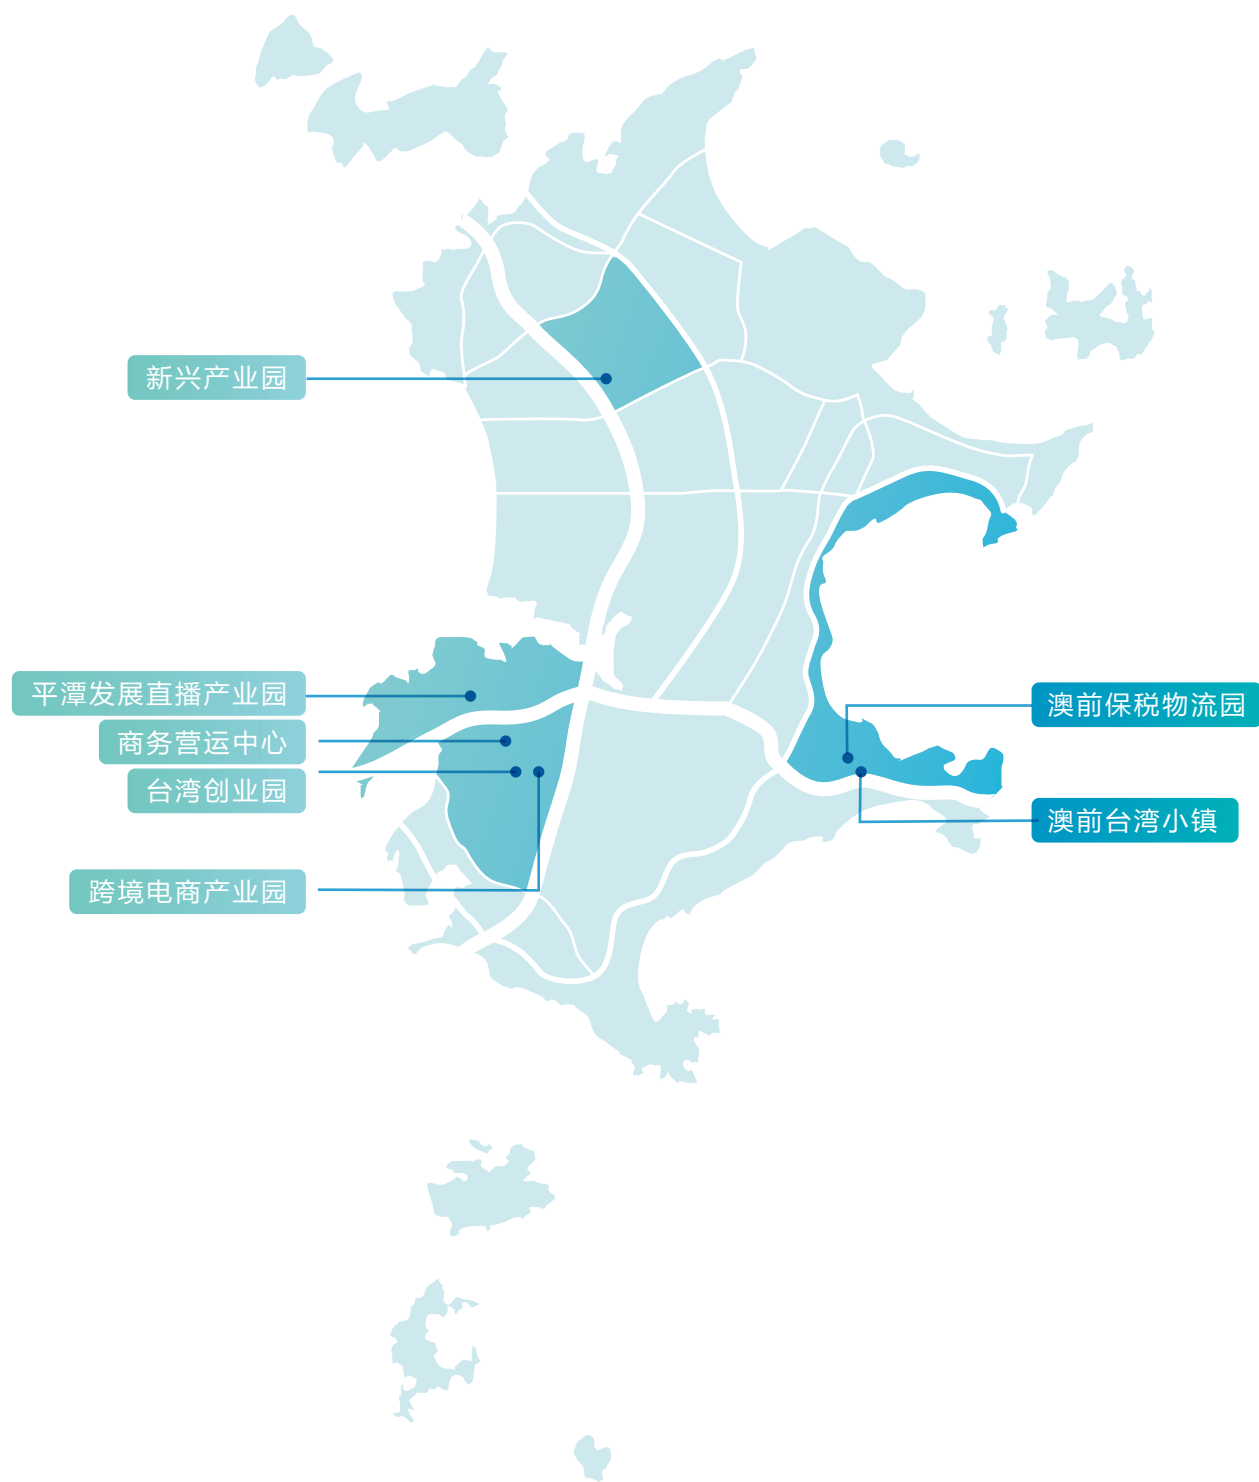 新兴产业园
平潭发展直播产业园
商务营运中心
台湾创业园
跨境电商产业园
澳前保税物流园
澳前台湾小镇